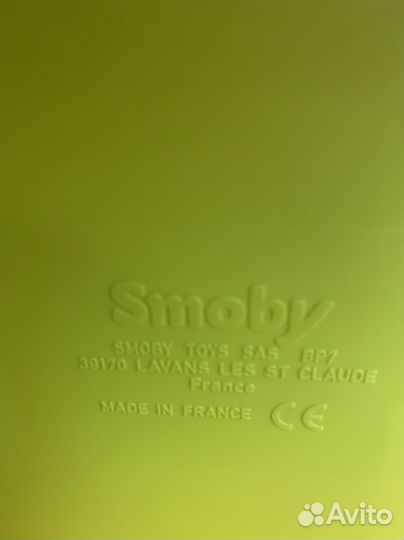 Smoby
SMOBY TOYS SAS BP7
39170 LAVANS LES ST CLAUDE
France
MADE IN FRANCE CE
Avito